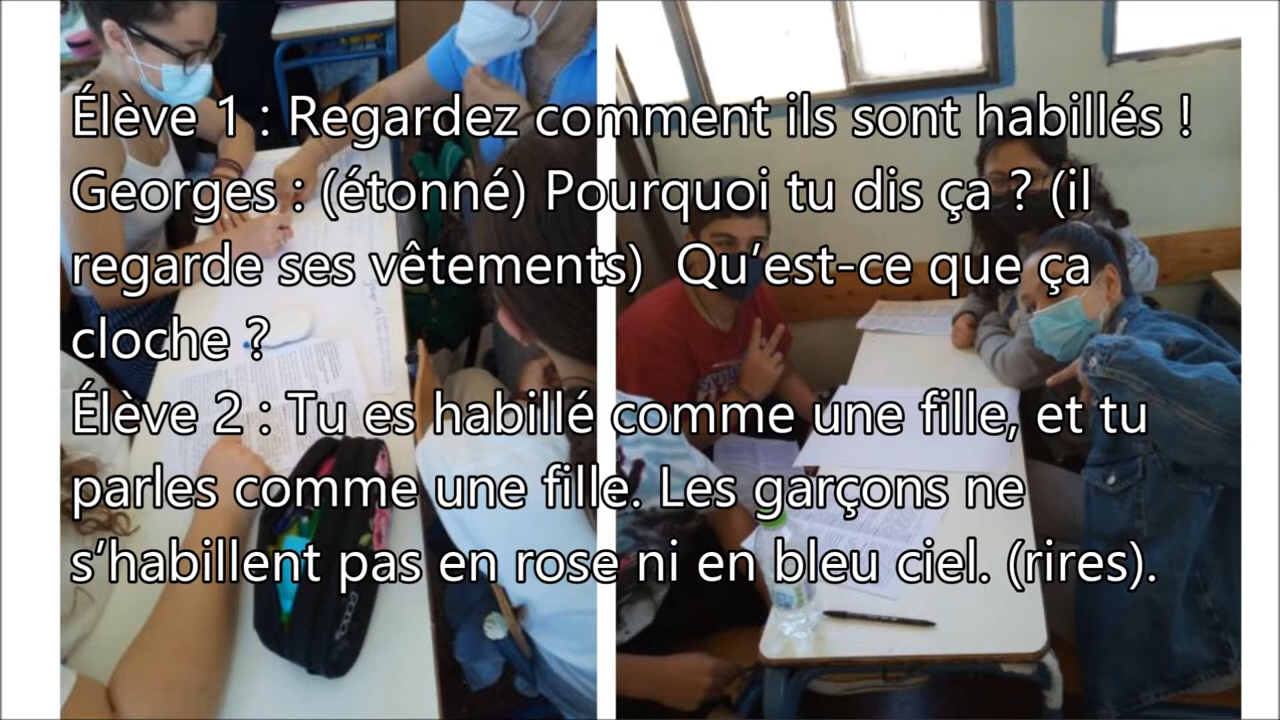 Élève 1 : Regardez comment ils sont habillés !
Georges : (étonné) Pourquoi tu dis ça ? (il
regarde ses vêtements)  Qu’est-ce que ça
cloche ?
Élève 2 : Tu es habillé comme une fille, et tu
parles comme une fille. Les garçons ne
s’habillent pas en rose ni en bleu ciel. (rires).